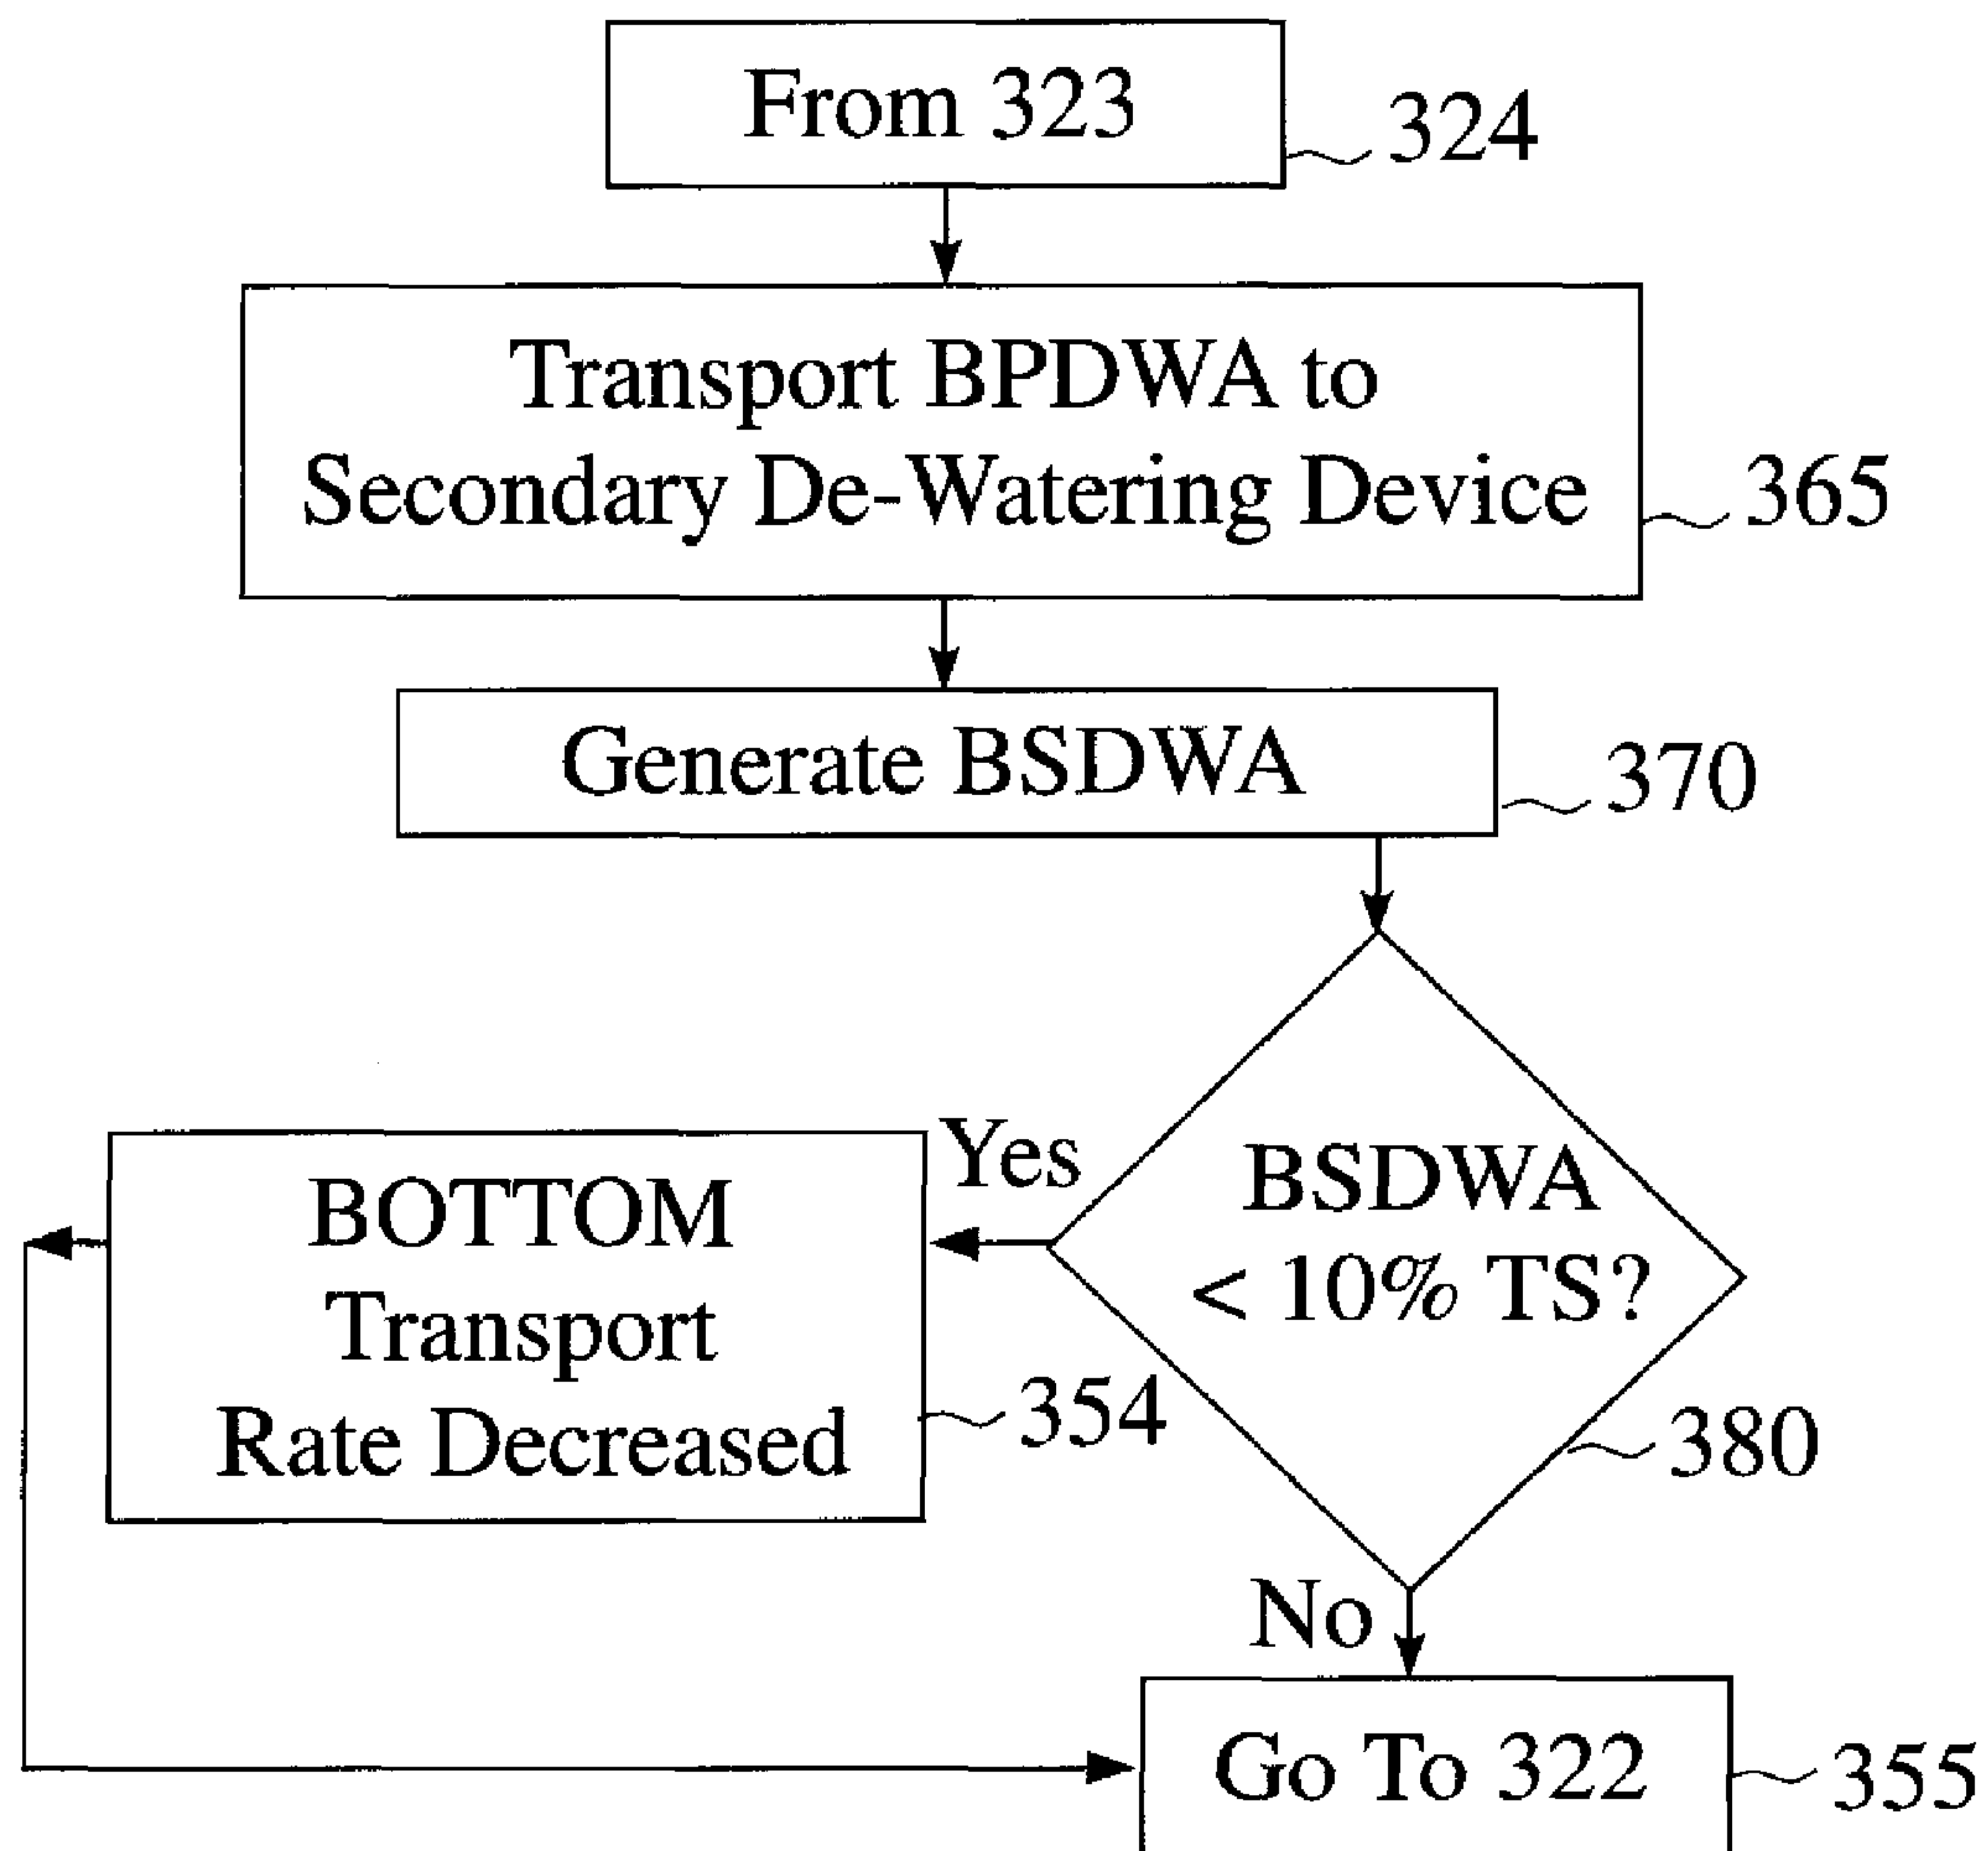 From 323
324
Transport BPDWA to
Secondary De-Watering Device
365
Generate BSDWA
370
Yes
BOTTOM
Transport
Rate Decreased
354
BSDWA
< 10% TS?
380
No
Go To 322
355